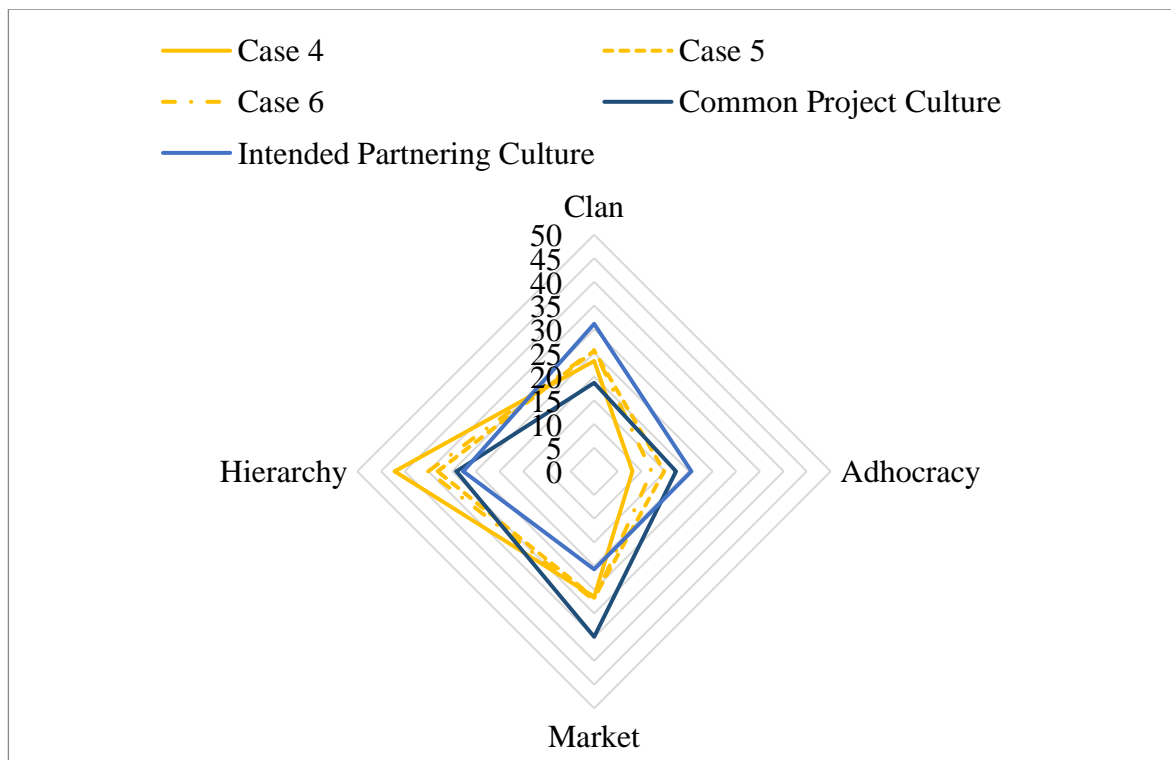 Case 4
Case 5
Case 6
Common Project Culture
Intended Partnering Culture
Clan
50
45
40
35
30
25
20
15
10
5
0
Hierarchy
Adhocracy
Market